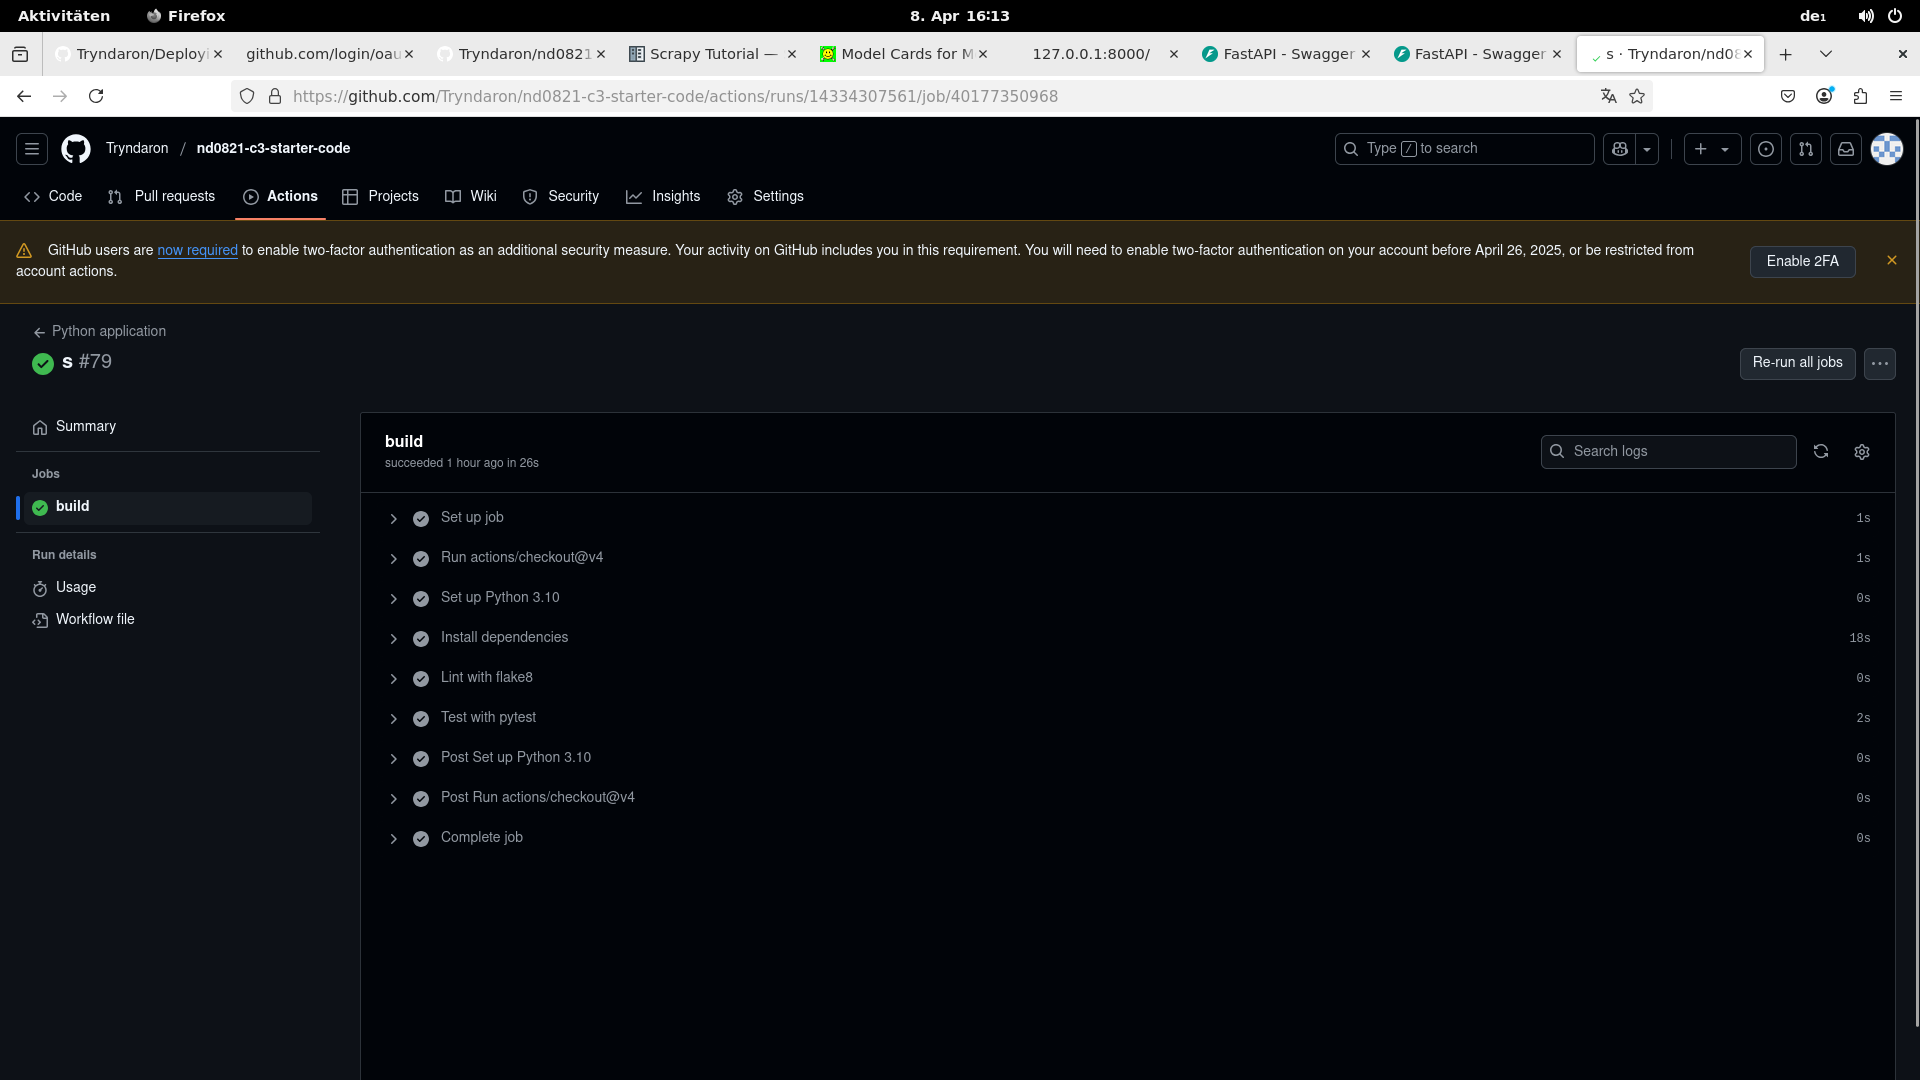 Aktivitäten
Firefox
8. Apr 16:13
de₁
Tryndaron/Deployi
github.com/login/oau
Tryndaron/nd0821
Scrapy Tutorial —
Model Cards for M
127.0.0.1:8000/
FastAPI - Swagger
FastAPI - Swagger
s · Tryndaron/nd08
https://github.com/Tryndaron/nd0821-c3-starter-code/actions/runs/14334307561/job/40177350968
Tryndaron / nd0821-c3-starter-code
Type / to search
Code
Pull requests
Actions
Projects
Wiki
Security
Insights
Settings
GitHub users are now required to enable two-factor authentication as an additional security measure. Your activity on GitHub includes you in this requirement. You will need to enable two-factor authentication on your account before April 26, 2025, or be restricted from
account actions.
Enable 2FA
Python application
s #79
Re-run all jobs
Summary
Jobs
build
Run details
Usage
Workflow file
build
succeeded 1 hour ago in 26s
Search logs
Set up job 1s
Run actions/checkout@v4 1s
Set up Python 3.10 0s
Install dependencies 18s
Lint with flake8 0s
Test with pytest 2s
Post Set up Python 3.10 0s
Post Run actions/checkout@v4 0s
Complete job 0s